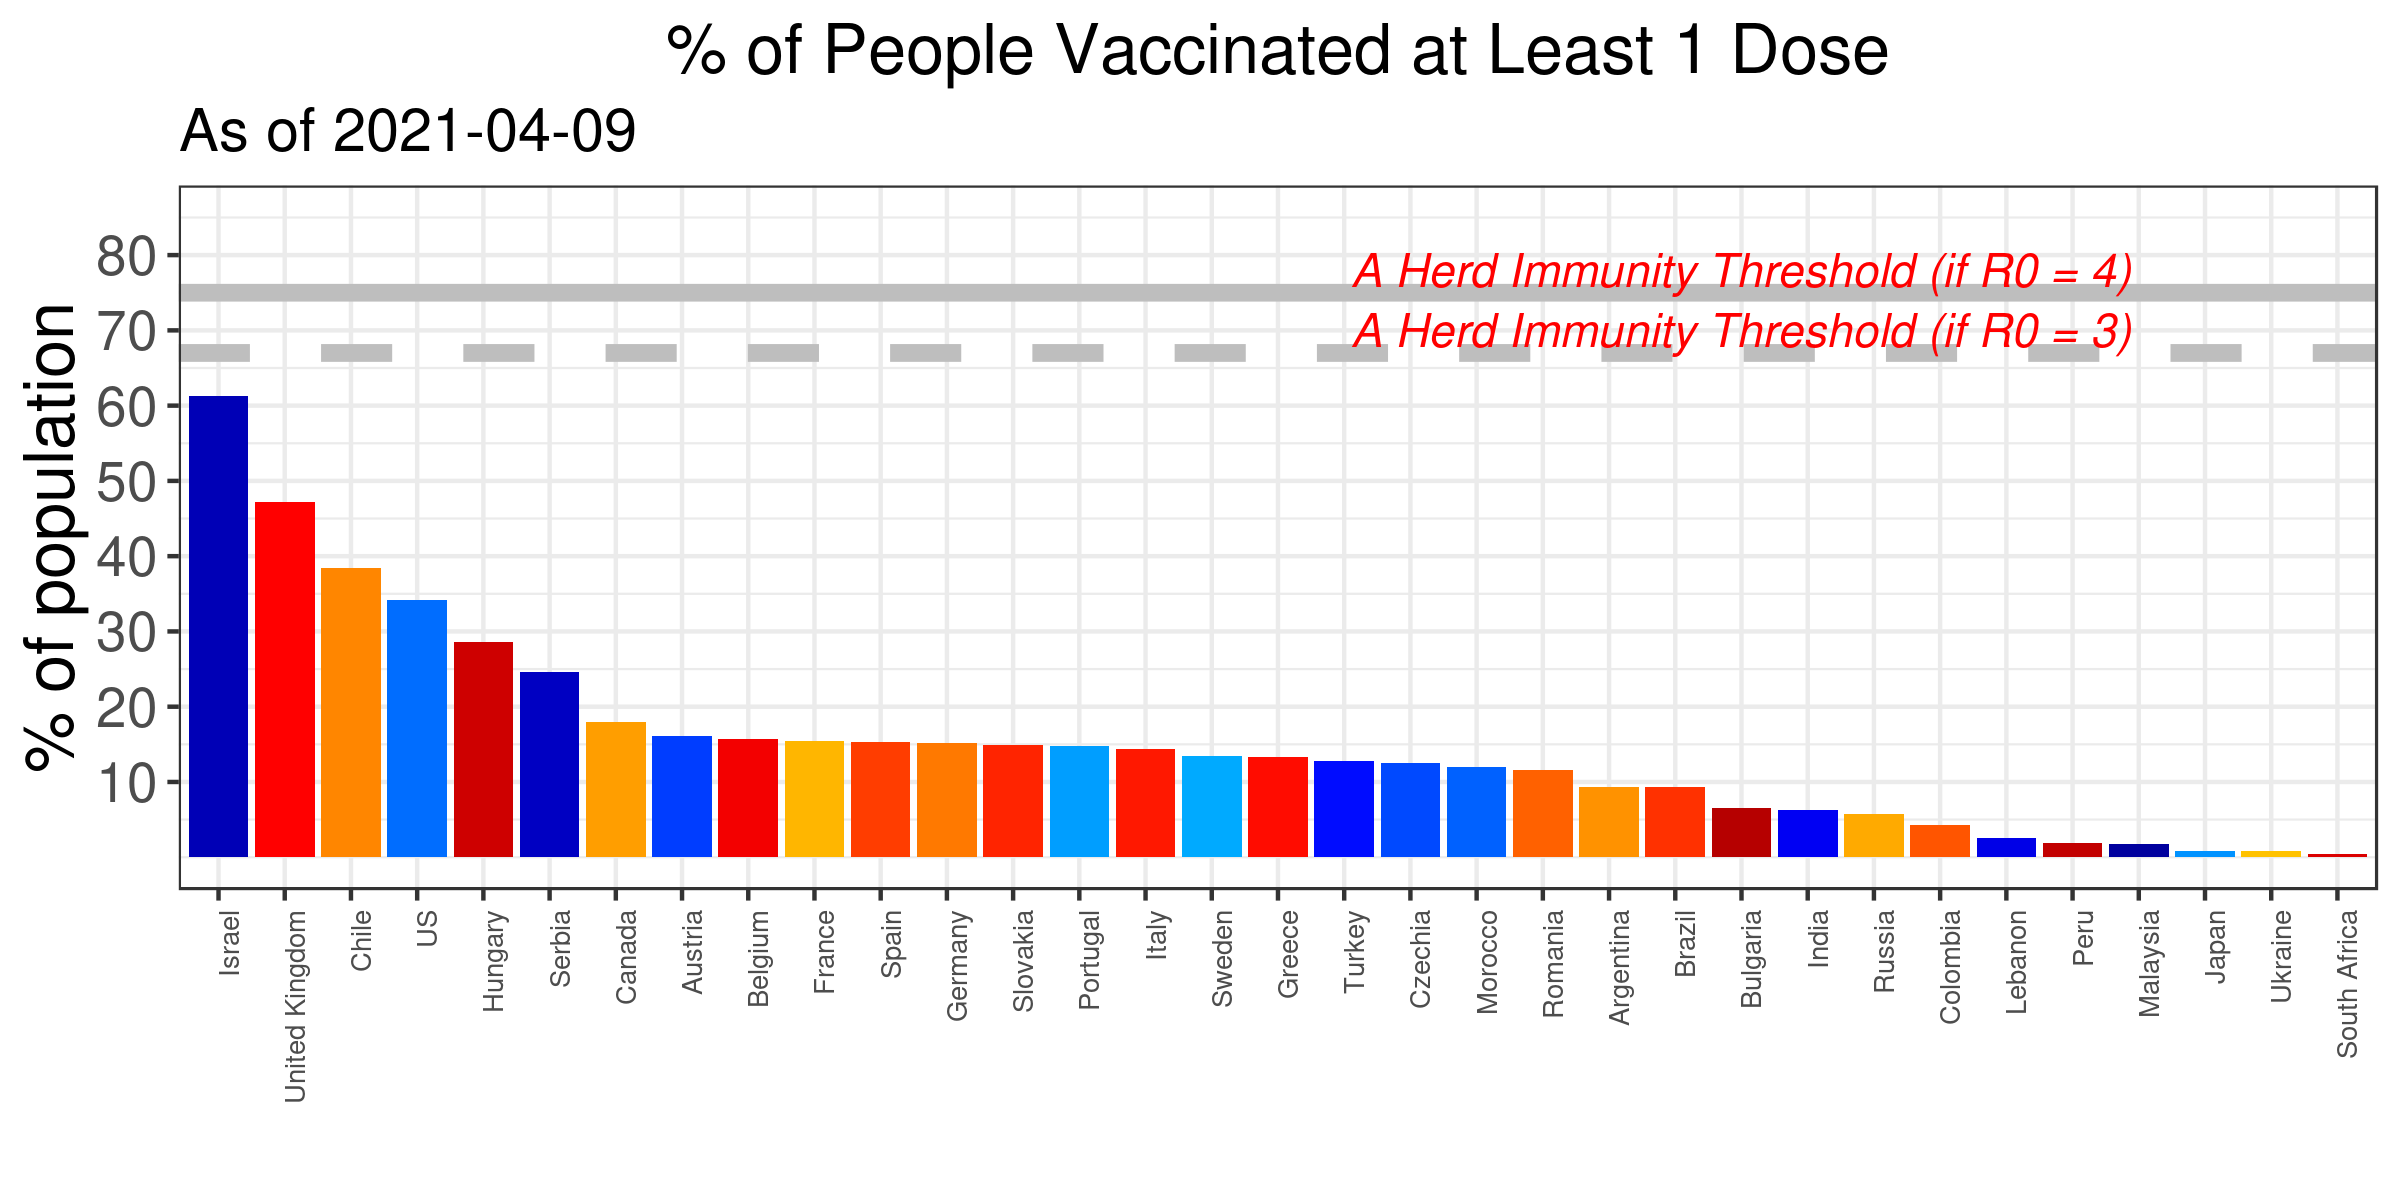 % of People Vaccinated at Least 1 Dose
As of 2021-04-09
% of population
80
70
60
50
40
30
20
10
A Herd Immunity Threshold (if R0 = 4)
A Herd Immunity Threshold (if R0 = 3)
Israel
United Kingdom
Chile
US
Hungary
Serbia
Canada
Austria
Belgium
France
Spain
Germany
Slovakia
Portugal
Italy
Sweden
Greece
Turkey
Czechia
Morocco
Romania
Argentina
Brazil
Bulgaria
India
Russia
Colombia
Lebanon
Peru
Malaysia
Japan
Ukraine
South Africa